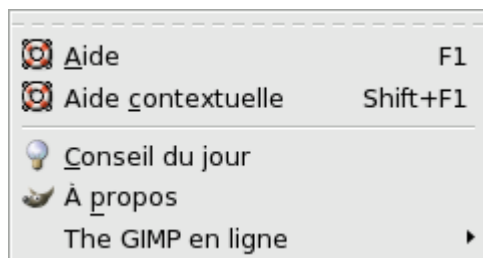 Aide F1
Aide contextuelle Shift+F1
Conseil du jour
À propos
The GIMP en ligne